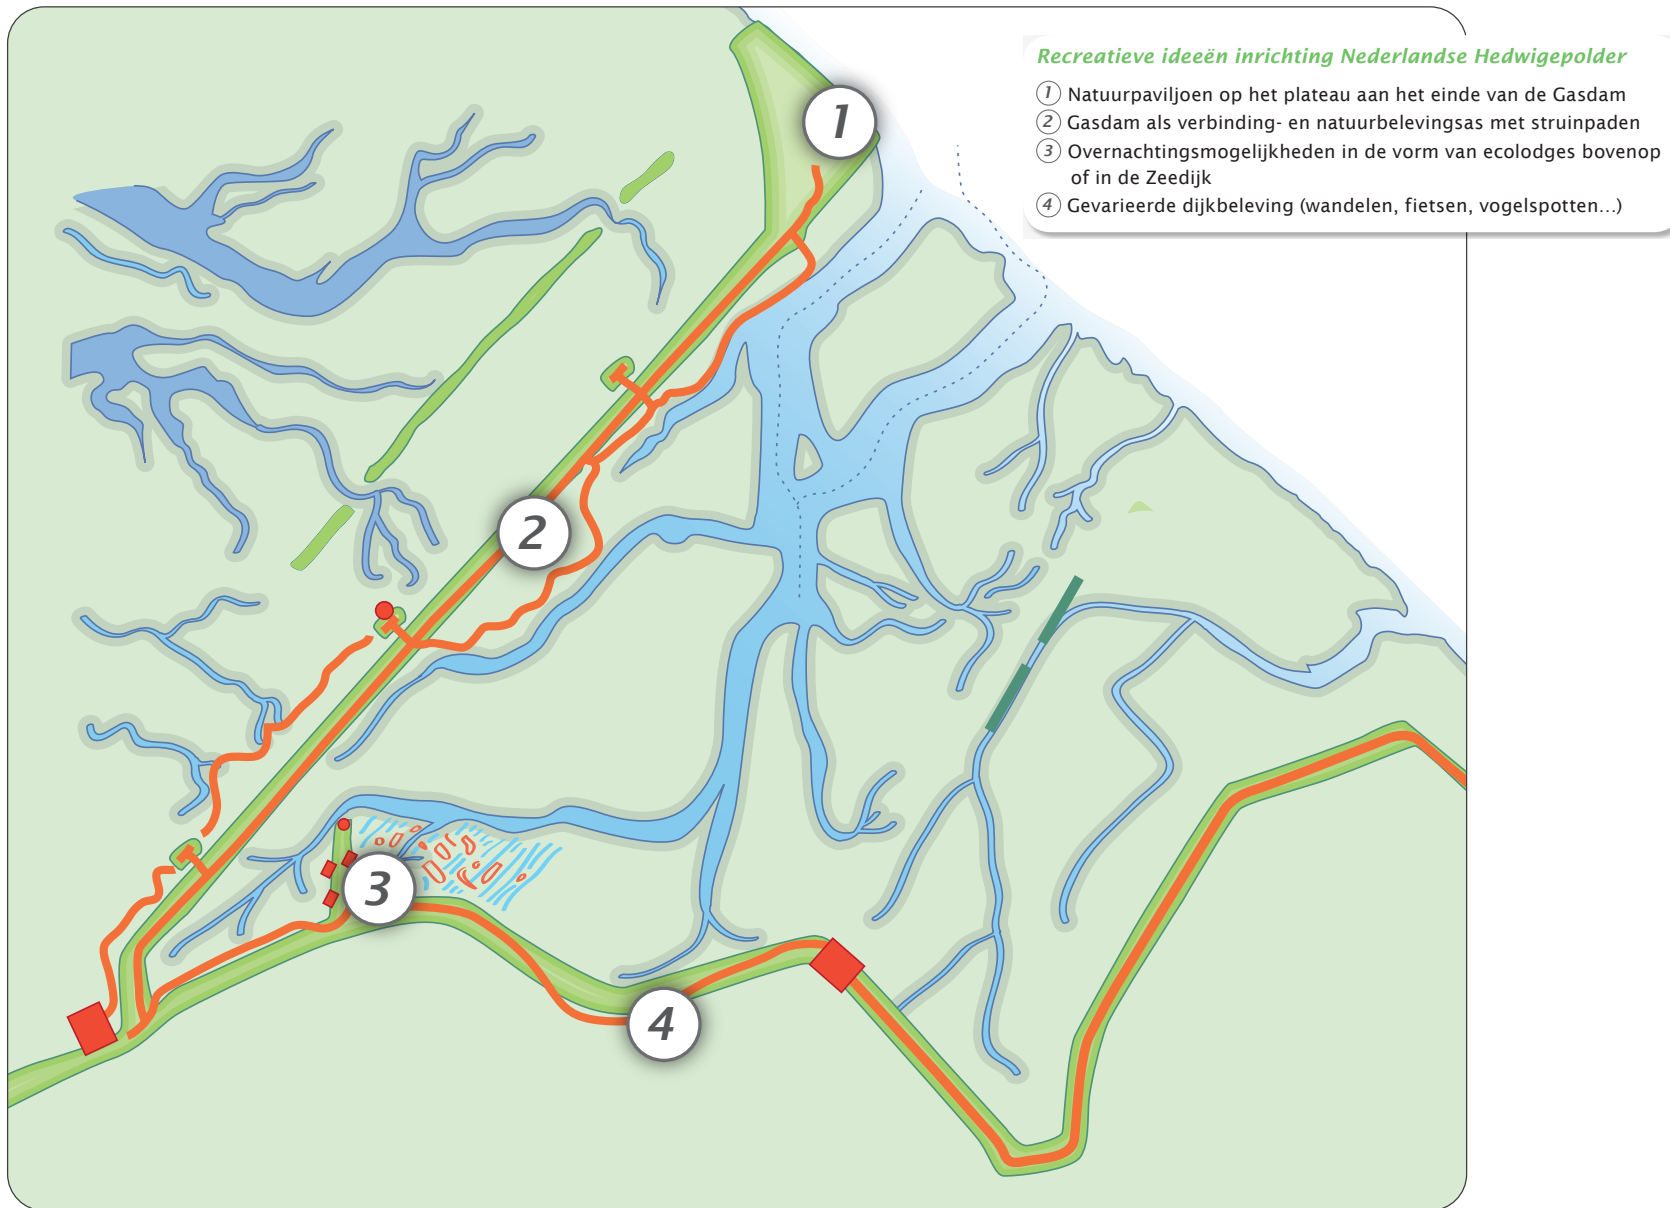 Recreatieve ideeën inrichting Nederlandse Hedwigepolder
1 Natuurpaviljoen op het plateau aan het einde van de Gasdam
2 Gasdam als verbinding- en natuurbelevingsas met struinpaden
3 Overnachtingsmogelijkheden in de vorm van ecolodges bovenop
of in de Zeedijk
4 Gevarieerde dijkbeleving (wandelen, fietsen, vogelspotten...)
1
2
3
4